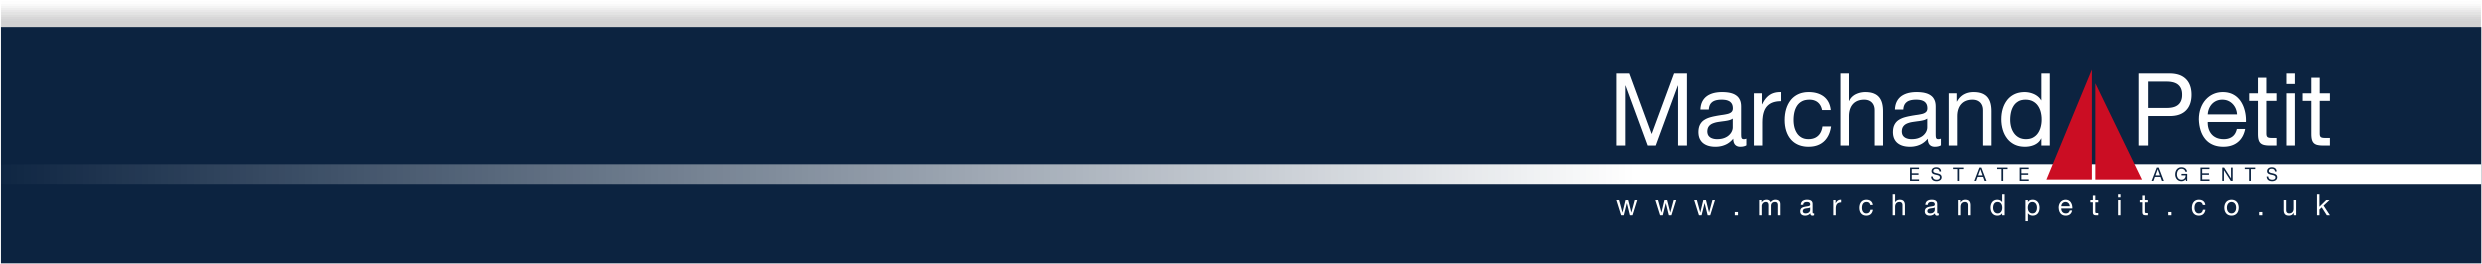 Marchand Petit
ESTATE AGENTS
www.marchandpetit.co.uk